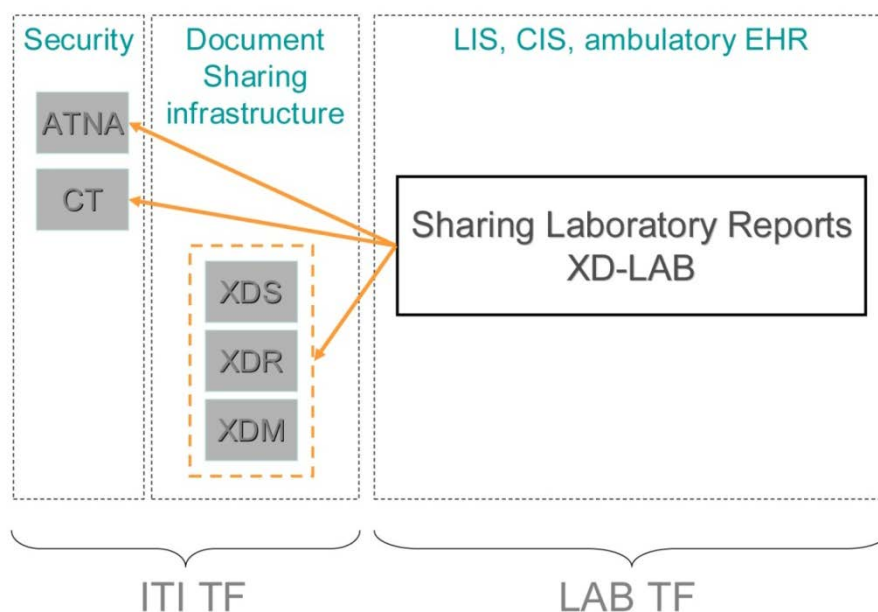 Security
ATNA
CT
Document
Sharing
infrastructure
XDS
XDR
XDM
LIS, CIS, ambulatory EHR
Sharing Laboratory Reports
XD-LAB
ITI TF
LAB TF